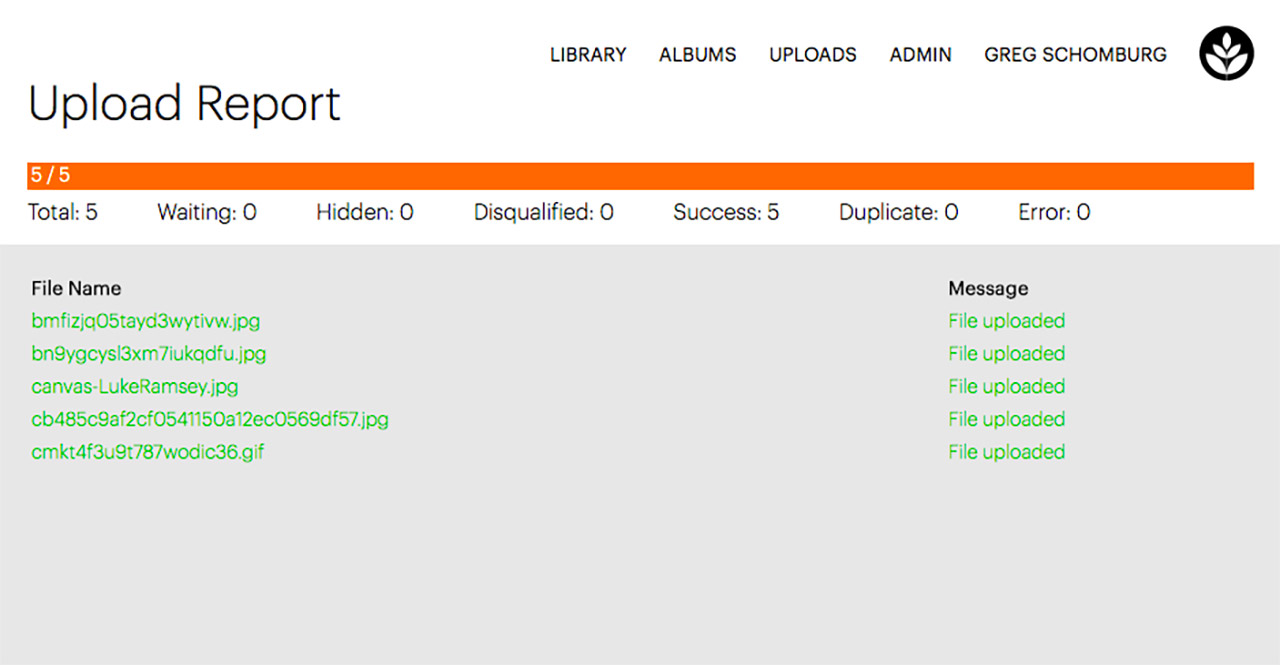 LIBRARY ALBUMS UPLOADS ADMIN GREG SCHOMBURG
Upload Report
5 / 5
Total: 5 Waiting: 0 Hidden: 0 Disqualified: 0 Success: 5 Duplicate: 0 Error: 0
File Name Message
bmfizjq05tayd3wytivw.jpg File uploaded
bn9ygcysl3xm7iukqdfu.jpg File uploaded
canvas-LukeRamsey.jpg File uploaded
cb485c9af2cf0541150a12ec0569df57.jpg File uploaded
cmkt4f3u9t787wodic36.gif File uploaded